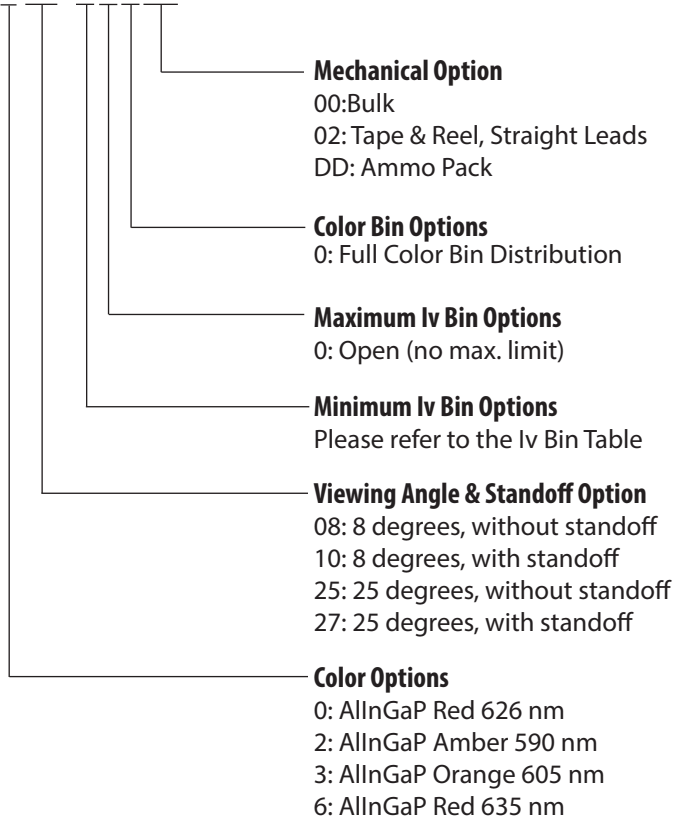 Mechanical Option
00:Bulk
02: Tape & Reel, Straight Leads
DD: Ammo Pack
Color Bin Options
0: Full Color Bin Distribution
Maximum Iv Bin Options
0: Open (no max. limit)
Minimum Iv Bin Options
Please refer to the Iv Bin Table
Viewing Angle & Standoff Option
08: 8 degrees, without standoff
10: 8 degrees, with standoff
25: 25 degrees, without standoff
27: 25 degrees, with standoff
Color Options
0: AlInGaP Red 626 nm
2: AlInGaP Amber 590 nm
3: AlInGaP Orange 605 nm
6: AlInGaP Red 635 nm